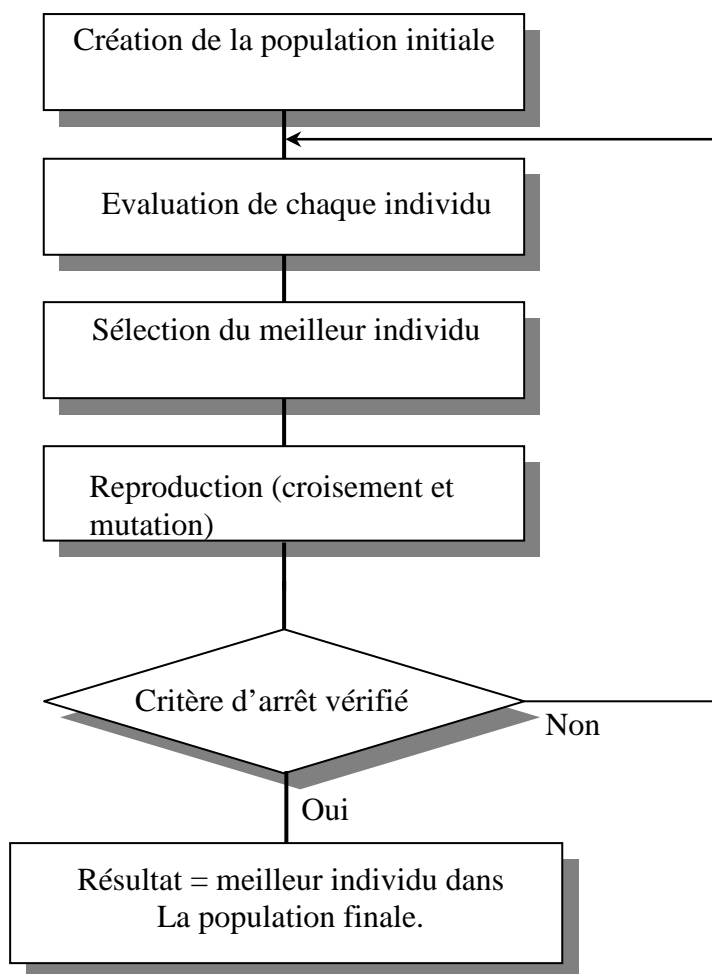 Création de la population initiale
Evaluation de chaque individu
Sélection du meilleur individu
Reproduction (croisement et
mutation)
Critère d’arrêt vérifié
Non
Oui
Résultat = meilleur individu dans
La population finale.